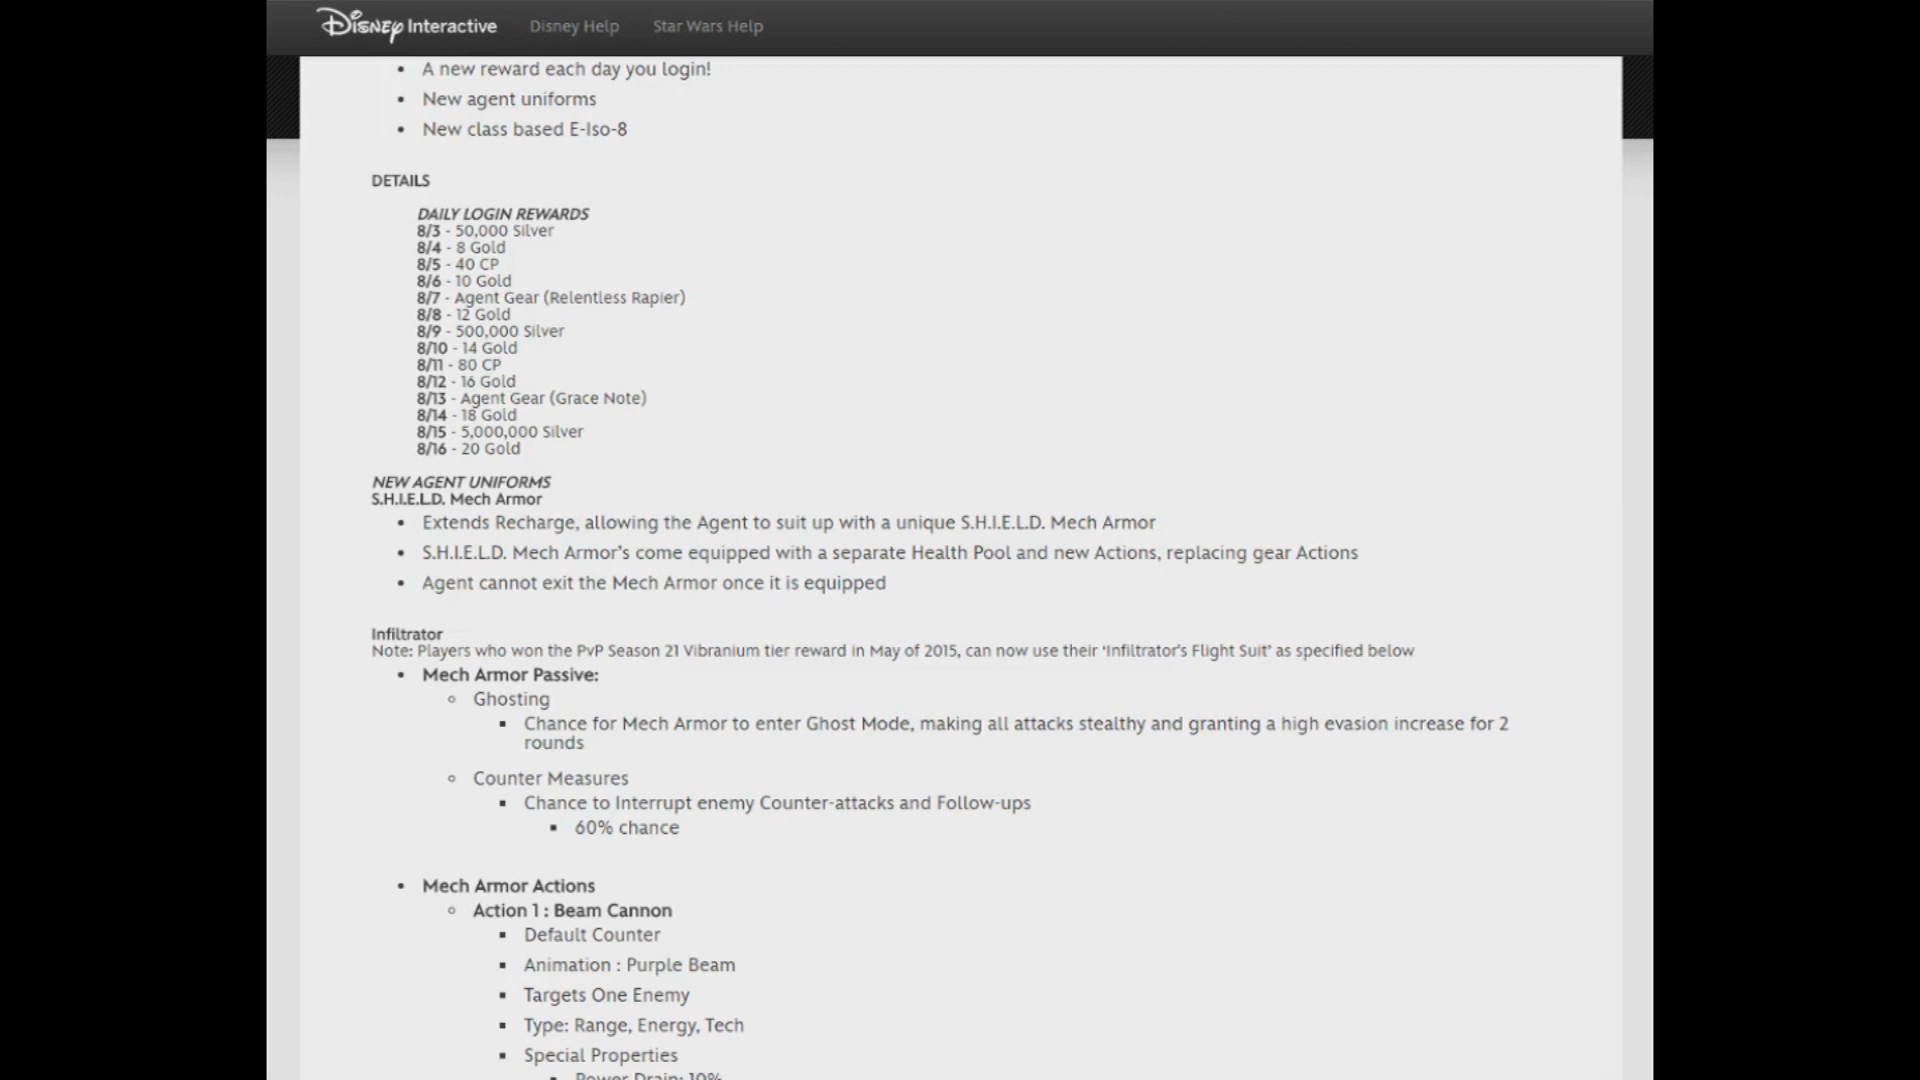 Disney Interactive Disney Help Star Wars Help
• A new reward each day you login!
• New agent uniforms
• New class based E-Iso-8
DETAILS
DAILY LOGIN REWARDS
8/3 - 50,000 Silver
8/4 - 8 Gold
8/5 - 40 CP
8/6 - 10 Gold
8/7 - Agent Gear (Relentless Rapier)
8/8 - 12 Gold
8/9 - 500,000 Silver
8/10 - 14 Gold
8/11 - 80 CP
8/12 - 16 Gold
8/13 - Agent Gear (Grace Note)
8/14 - 18 Gold
8/15 - 5,000,000 Silver
8/16 - 20 Gold
NEW AGENT UNIFORMS
S.H.I.E.L.D. Mech Armor
• Extends Recharge, allowing the Agent to suit up with a unique S.H.I.E.L.D. Mech Armor
• S.H.I.E.L.D. Mech Armor’s come equipped with a separate Health Pool and new Actions, replacing gear Actions
• Agent cannot exit the Mech Armor once it is equipped
Infiltrator
Note: Players who won the PvP Season 21 Vibranium tier reward in May of 2015, can now use their ‘Infiltrator’s Flight Suit’ as specified below
• Mech Armor Passive:
◦ Ghosting
▪ Chance for Mech Armor to enter Ghost Mode, making all attacks stealthy and granting a high evasion increase for 2
rounds
◦ Counter Measures
▪ Chance to Interrupt enemy Counter-attacks and Follow-ups
▪ 60% chance
• Mech Armor Actions
◦ Action 1 : Beam Cannon
▪ Default Counter
▪ Animation : Purple Beam
▪ Targets One Enemy
▪ Type: Range, Energy, Tech
▪ Special Properties
▪ Power Drain: 10%